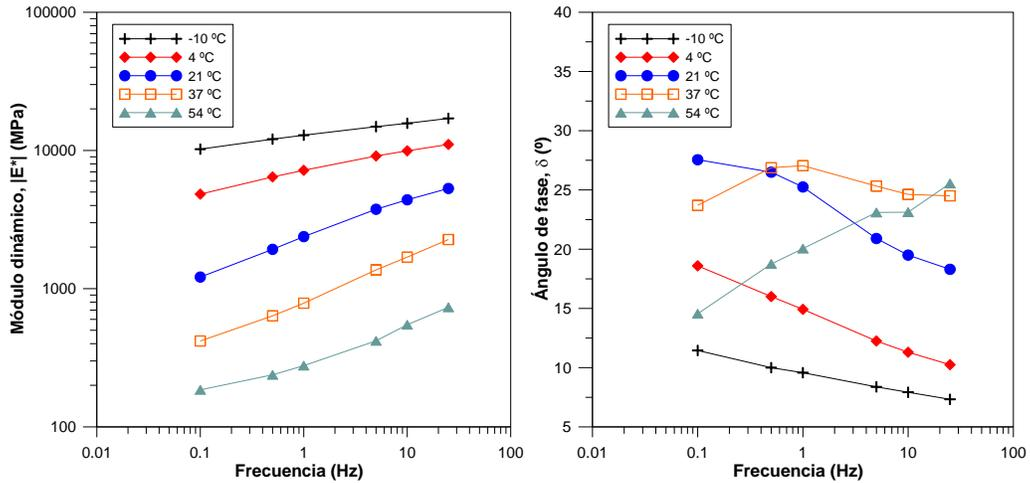 100000
10000
1000
100
0.01
0.1
1
10
100
Frecuencia (Hz)
Módulo dinámico, |E*| (MPa)
-10 ºC
4 ºC
21 ºC
37 ºC
54 ºC
40
35
30
25
20
15
10
5
0.01
0.1
1
10
100
Frecuencia (Hz)
Ángulo de fase, δ (º)
-10 ºC
4 ºC
21 ºC
37 ºC
54 ºC